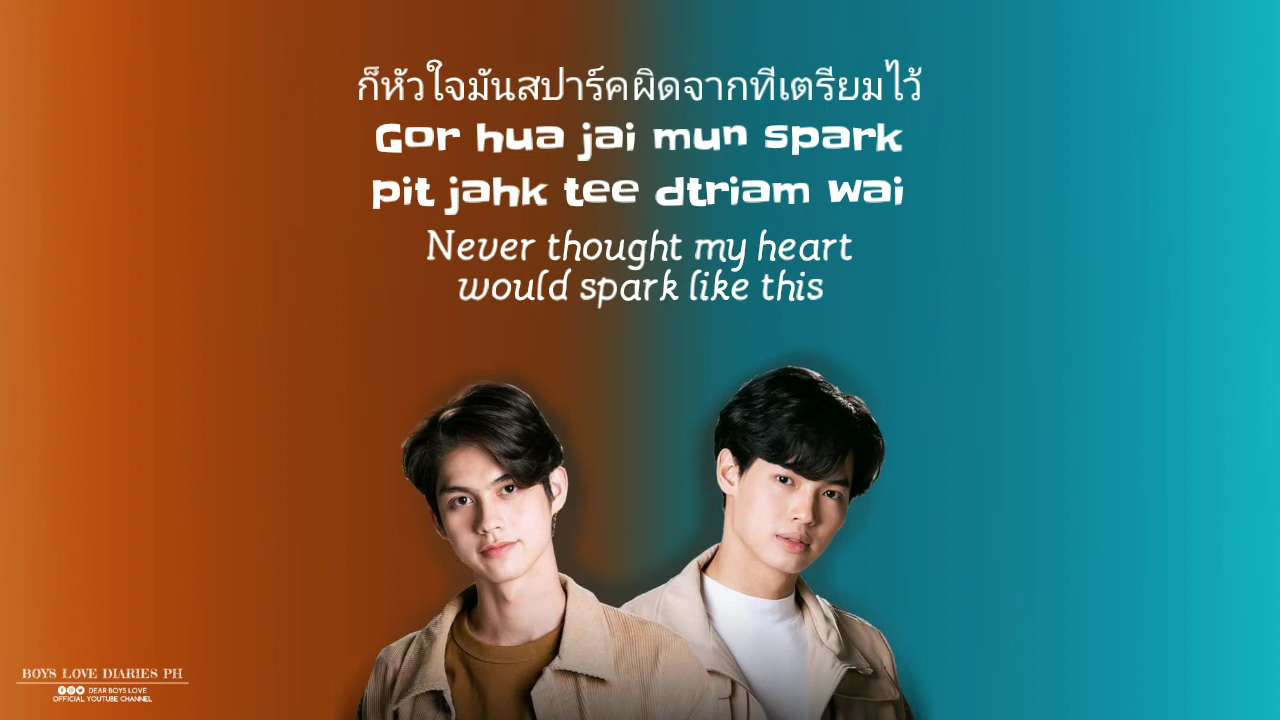 ก็หัวใจมันสปาร์คผิดจากที่เตรียมไว้
Gor hua jai mun spark
pit jahk tee dtriam wai
Never thought my heart
would spark like this
BOYS LOVE DIARIES PH
DEAR BOYS LOVE
OFFICIAL YOUTUBE CHANNEL